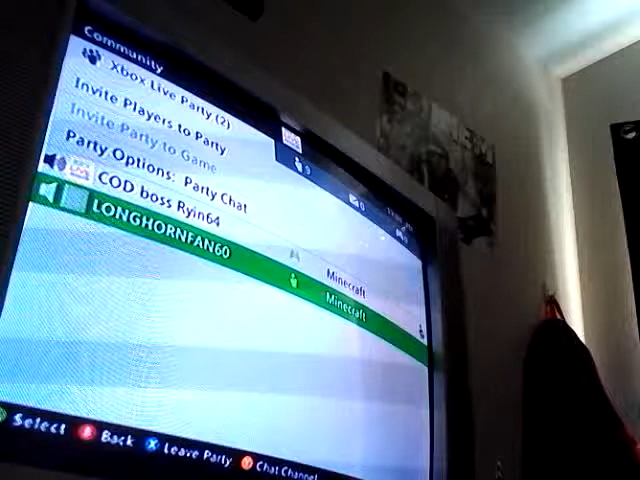 Community
Xbox Live Party (2)
Invite Players to Party
Invite Party to Game
Party Options: Party Chat
COD boss Ryin64 Minecraft
LONGHORNFAN60 Minecraft
Select Back Leave Party Chat Channel